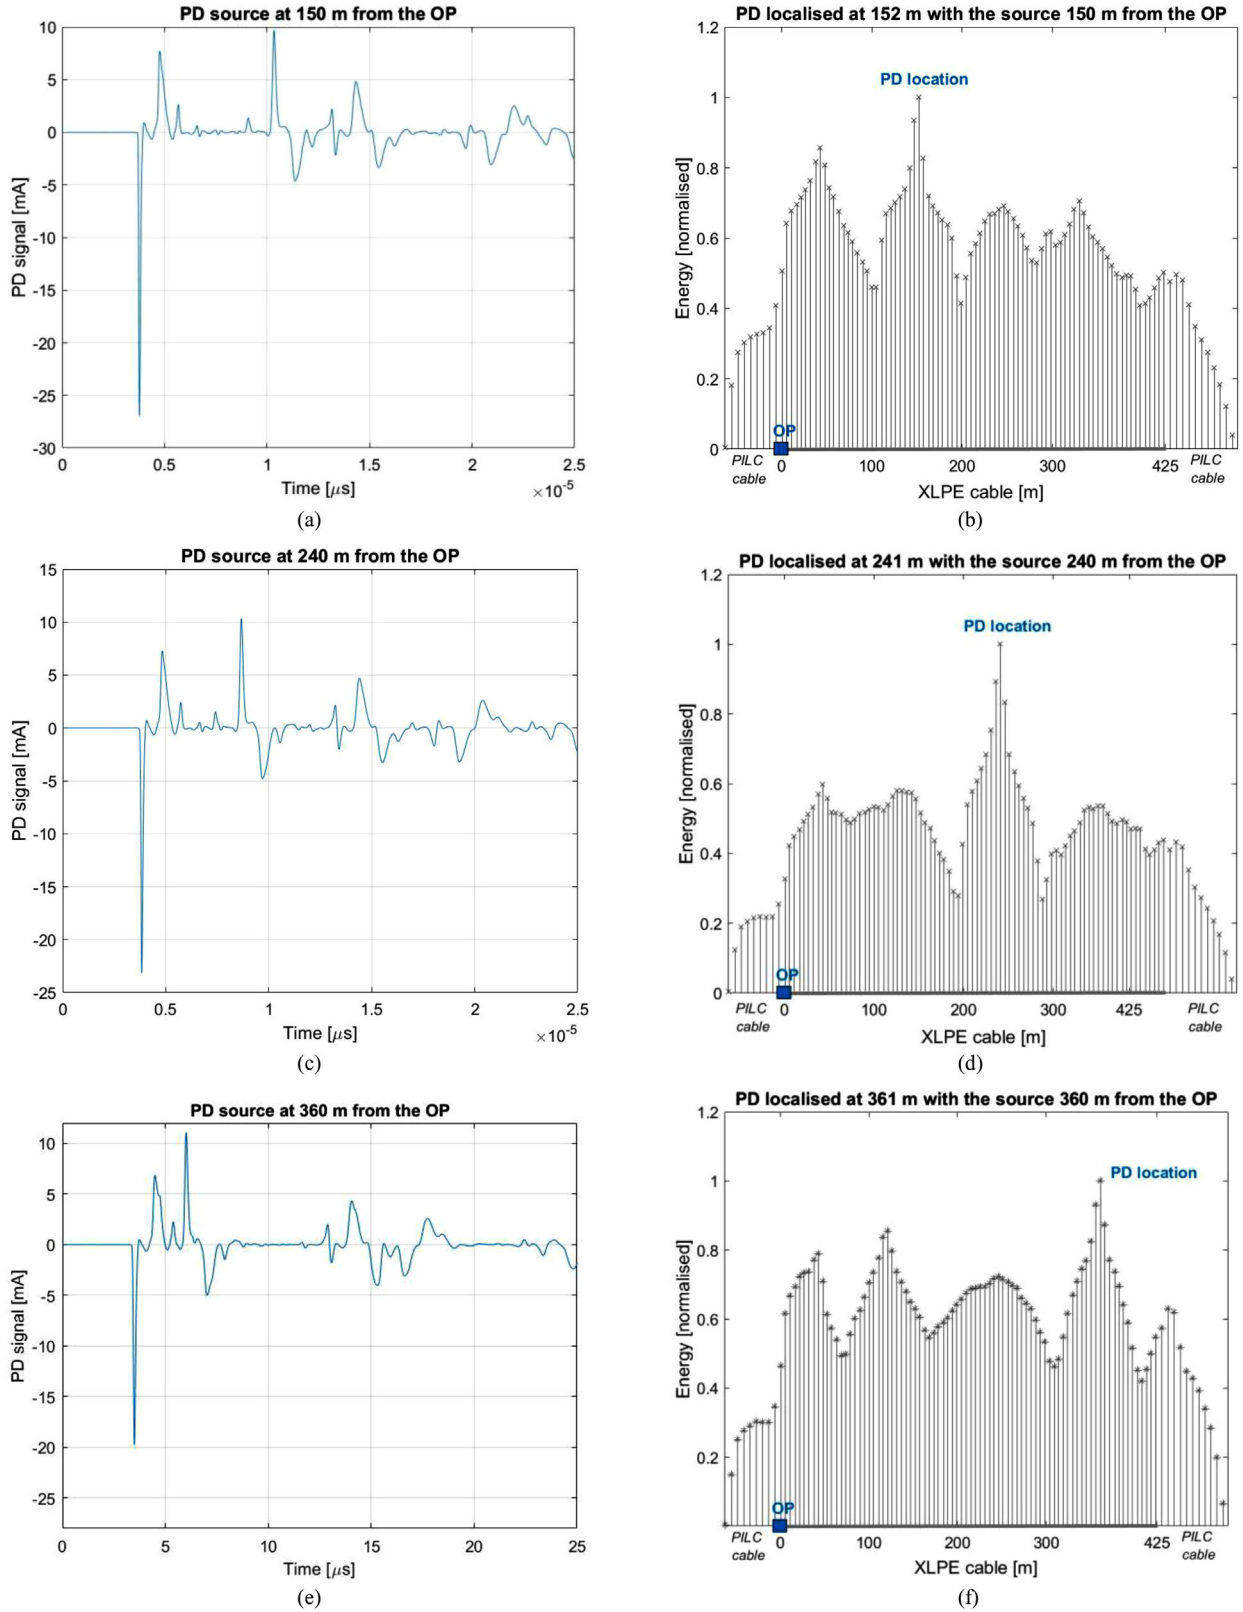 PD source at 150 m from the OP
10
5
0
-5
-10
-15
-20
-25
-30
PD signal [mA]
0 0.5 1 1.5 2 2.5
Time [μs]
×10-5
(a)
PD localised at 152 m with the source 150 m from the OP
1.2
1
0.8
0.6
0.4
0.2
0
Energy [normalised]
PD location
OP
PILC cable
0 100 200 300 425
PILC cable
XLPE cable [m]
(b)
PD source at 240 m from the OP
15
10
5
0
-5
-10
-15
-20
-25
PD signal [mA]
0 0.5 1 1.5 2 2.5
Time [μs]
×10-5
(c)
PD localised at 241 m with the source 240 m from the OP
1.2
1
0.8
0.6
0.4
0.2
0
Energy [normalised]
PD location
OP
PILC cable
0 100 200 300 425
PILC cable
XLPE cable [m]
(d)
PD source at 360 m from the OP
10
5
0
-5
-10
-15
-20
-25
PD signal [mA]
0 5 10 15 20 25
Time [μs]
(e)
PD localised at 361 m with the source 360 m from the OP
1.2
1
0.8
0.6
0.4
0.2
Energy [normalised]
PD location
OP
PILC cable
0 100 200 300 425
PILC cable
XLPE cable [m]
(f)